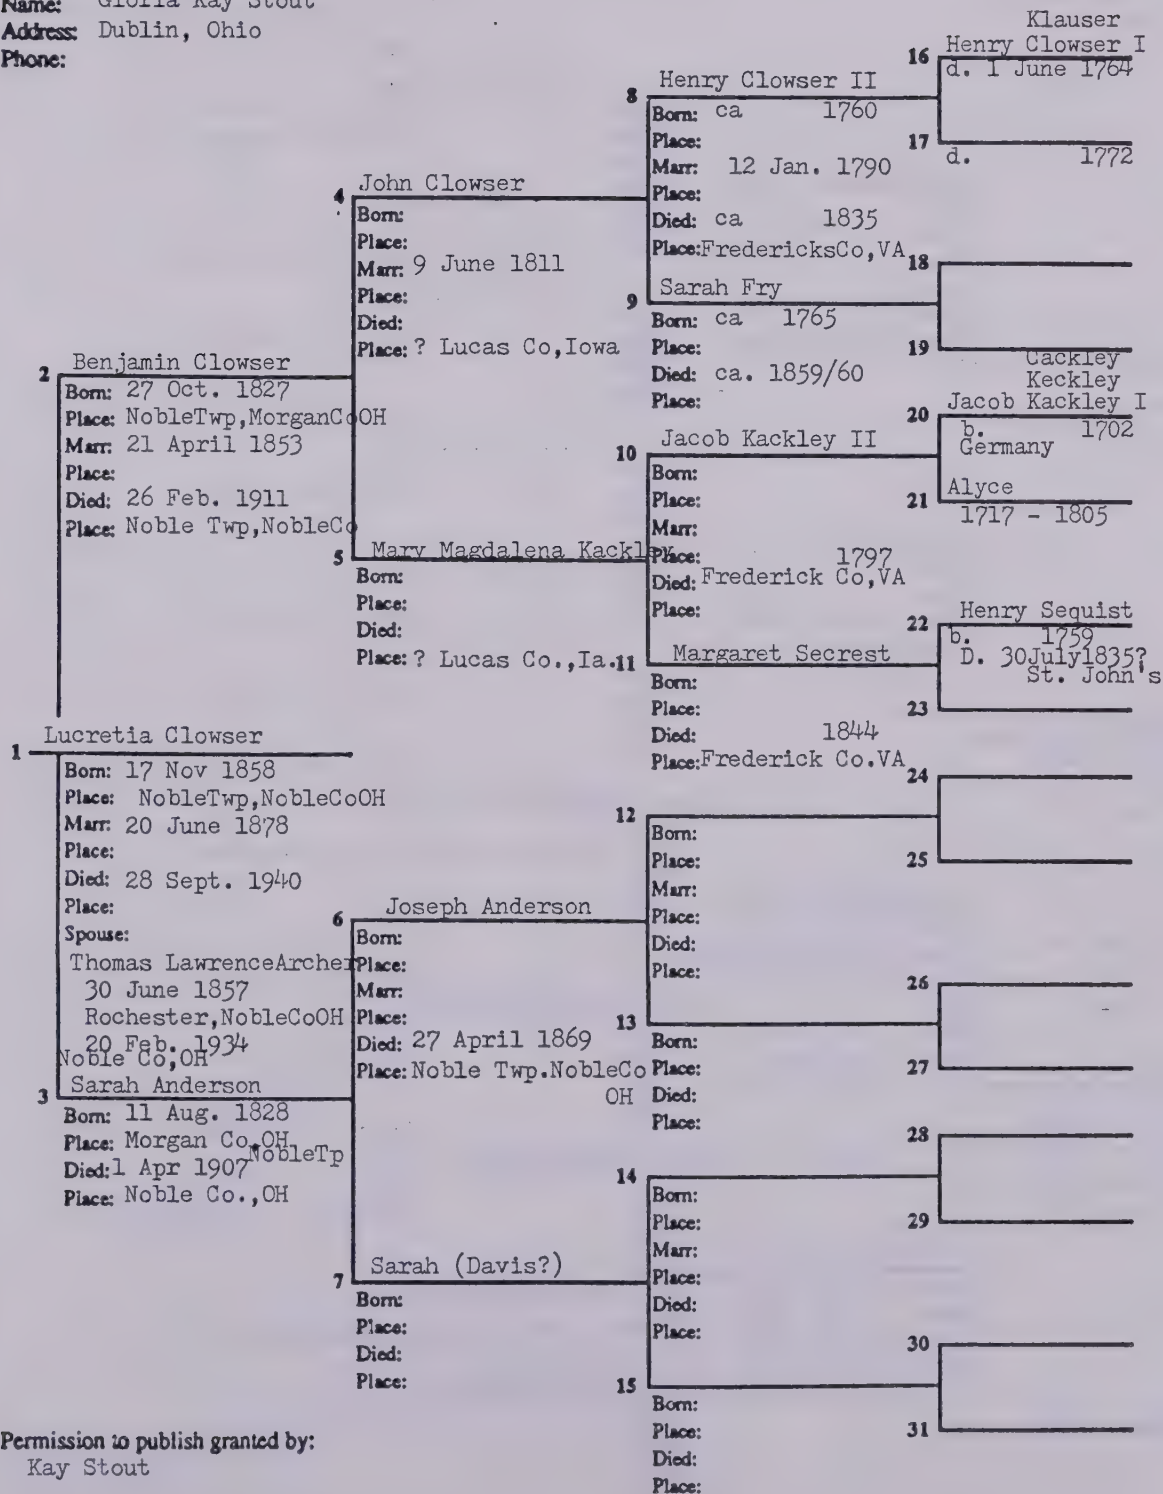 Name: Gloria Kay Stout
Address: Dublin, Ohio
Phone:
1
Lucretia Clowser
Born: 17 Nov 1858
Place: NobleTwp,NobleCoOH
Marr: 20 June 1878
Place:
Died: 28 Sept. 1940
Place:
Spouse:
Thomas LawrenceArcher
30 June 1857
Rochester,NobleCoOH
20 Feb. 1934
Noble Co,OH
2
Benjamin Clowser
Born: 27 Oct. 1827
Place: NobleTwp,MorganCoOH
Marr: 21 April 1853
Place:
Died: 26 Feb. 1911
Place: Noble Twp,NobleCo
3
Sarah Anderson
Born: 11 Aug. 1828
Place: Morgan Co.OH
NobleTp
Died: 1 Apr 1907
Place: Noble Co.,OH
4
John Clowser
Born:
Place:
Marr: 9 June 1811
Place:
Died:
Place: ? Lucas Co,Iowa
5
Mary Magdalena Kackley
Born:
Place:
Died:
Place: ? Lucas Co.,Ia.
6
Joseph Anderson
Born:
Place:
Marr:
Place:
Died: 27 April 1869
Place: Noble Twp.NobleCo
OH
7
Sarah (Davis?)
Born:
Place:
Died:
Place:
8
Henry Clowser II
Born: ca 1760
Place:
Marr: 12 Jan. 1790
Place:
Died: ca 1835
Place: FredericksCo,VA
9
Sarah Fry
Born: ca 1765
Place:
Died: ca. 1859/60
Place:
10
Jacob Kackley II
Born:
Place:
Marr:
Place: 1797
Died: Frederick Co,VA
Place:
11
Margaret Secrest
Born:
Place:
Died: 1844
Place: Frederick Co.VA
12
Born:
Place:
Marr:
Place:
Died:
Place:
13
Born:
Place:
Died:
Place:
14
Born:
Place:
Marr:
Place:
Died:
Place:
15
Born:
Place:
Died:
Place:
Klauser
16 Henry Clowser I
d. 1 June 1764
17
d. 1772
18
19
Cackley
Keckley
20 Jacob Kackley I
b. 1702
Germany
21 Alyce
1717 - 1805
22 Henry Sequist
b. 1759
D. 30July1835?
St. John's
23
24
25
26
27
28
29
30
31
Permission to publish granted by:
Kay Stout